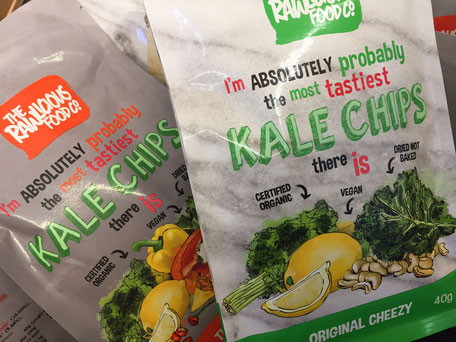 THE
RAWLICIOUS
FOOD CO.
I'm ABSOLUTELY probably
the most tastiest
KALE CHIPS
there is
DRIED NOT
BAKED
VEGAN
CERTIFIED
ORGANIC
RAWLICIOUS
FOOD CO.
I'm ABSOLUTELY probably
the most tastiest
KALE CHIPS
there is
CERTIFIED
ORGANIC
VEGAN
DRIED NOT
BAKED
ORIGINAL CHEEZY
40g